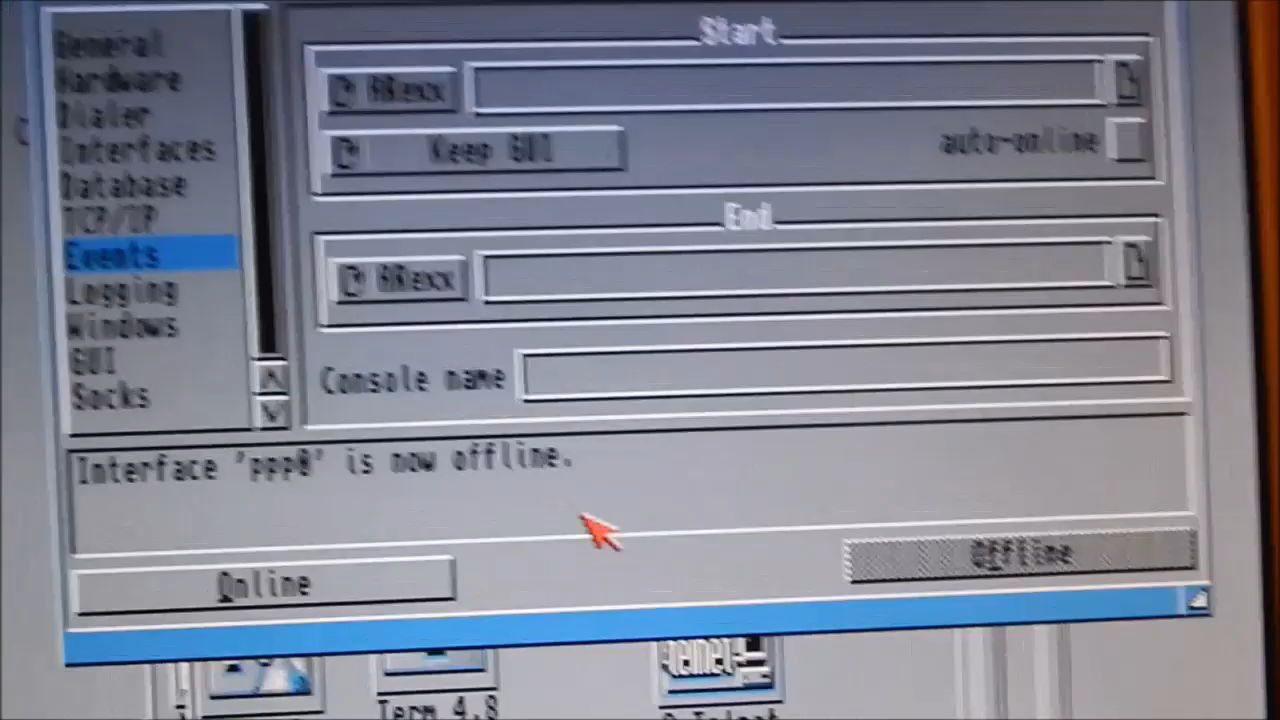 General
Hardware
Dialer
Interfaces
Database
TCP/IP
Events
Logging
Windows
GUI
Socks
Start
ARexx
Keep GUI
auto-online
End
ARexx
Console name
Interface 'ppp0' is now offline.
Online
Offline
Term 4.8